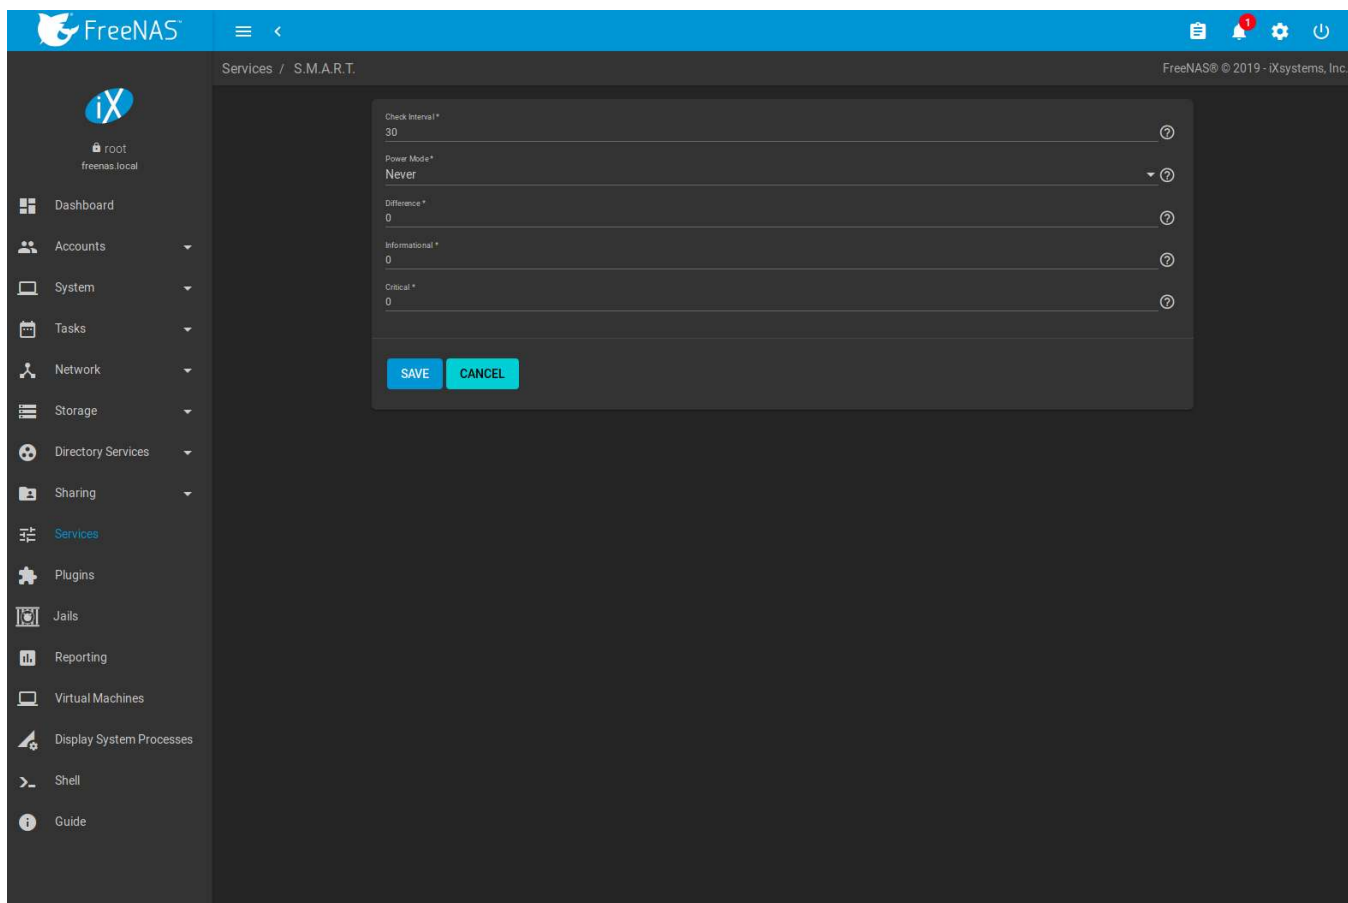 FreeNAS™
1
Services / S.M.A.R.T.
FreeNAS® © 2019 - iXsystems, Inc.
iX
root
freenas.local
Dashboard
Accounts
System
Tasks
Network
Storage
Directory Services
Sharing
Services
Plugins
Jails
Reporting
Virtual Machines
Display System Processes
Shell
Guide
Check Interval *
30
Power Mode *
Never
Difference *
0
Informational *
0
Critical *
0
SAVE CANCEL